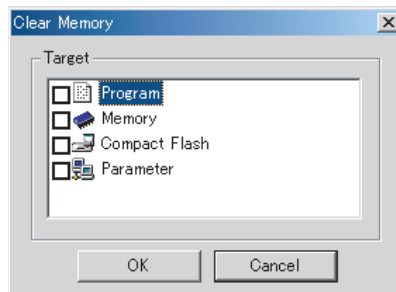 Clear Memory
Target
Program
Memory
Compact Flash
Parameter
OK
Cancel